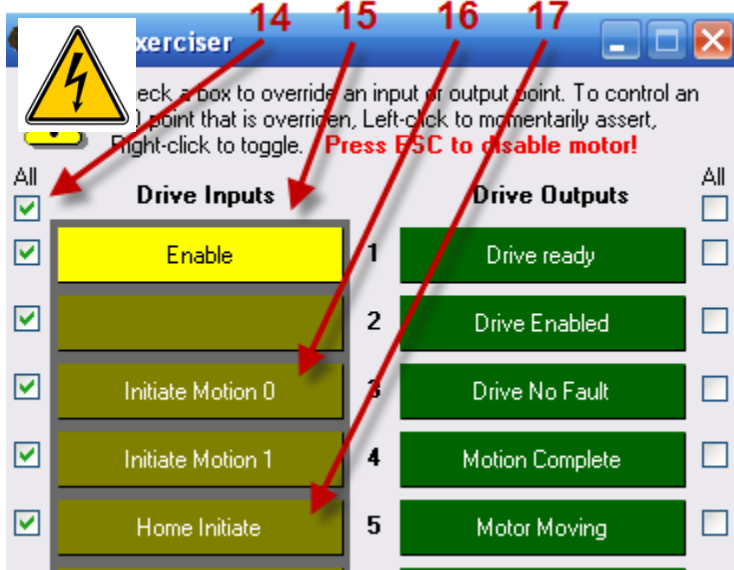 14 15 16 17
xerciser
eck a box to override an input or output point. To control an
point that is overriden, Left-click to momentarily assert,
Right-click to toggle. Press ESC to disable motor!
All Drive Inputs Drive Outputs All
Enable 1 Drive ready
2 Drive Enabled
Initiate Motion 0 3 Drive No Fault
Initiate Motion 1 4 Motion Complete
Home Initiate 5 Motor Moving